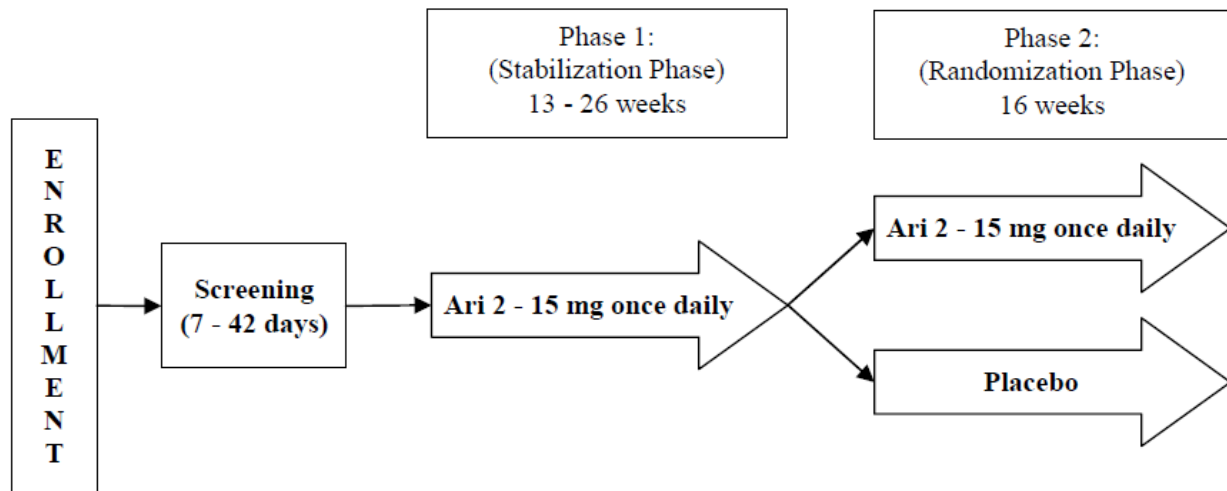 Phase 1:
(Stabilization Phase)
13 - 26 weeks
Phase 2:
(Randomization Phase)
16 weeks
E
N
R
O
L
L
M
E
N
T
Screening
(7 - 42 days)
Ari 2 - 15 mg once daily
Ari 2 - 15 mg once daily
Placebo